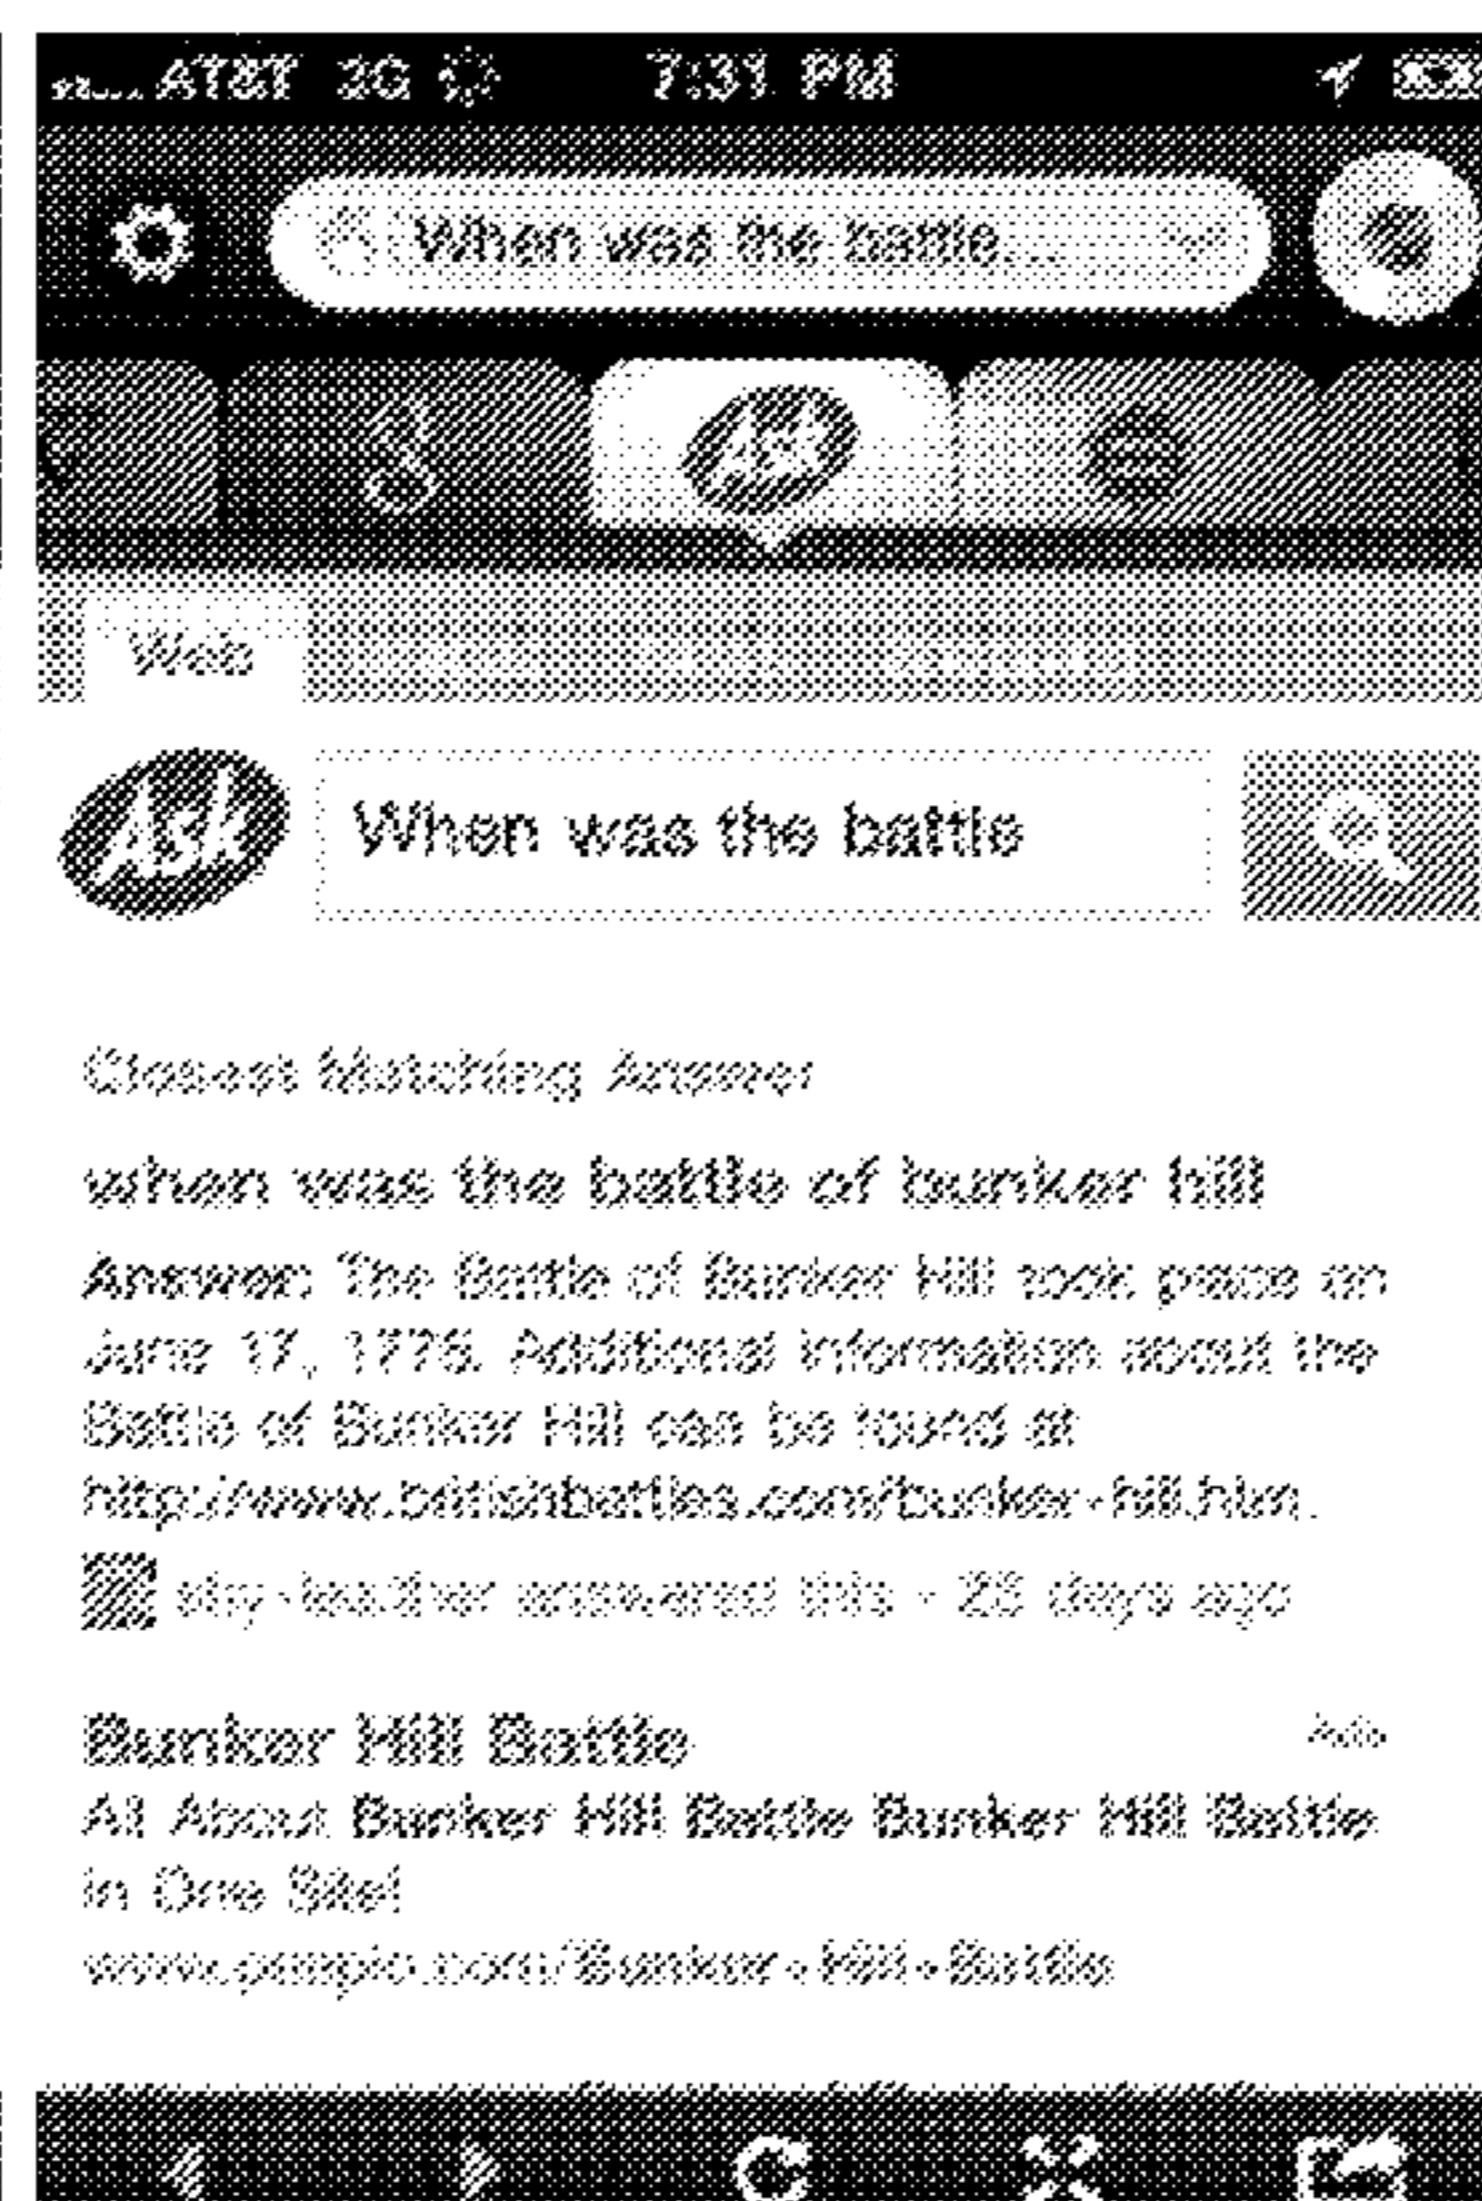 AT&T 3G 7:31 PM
When was the battle...
Ask
Web
Ask When was the battle
Closest Matching Answer
when was the battle of bunker hill
Answer: The Battle of Bunker Hill took place on
June 17, 1775. Additional information about the
Battle of Bunker Hill can be found at
http://www.britishbattles.com/bunker-hill.htm.
answered this - days ago
Bunker Hill Battle Ads
All About Bunker Hill Battle Bunker Hill Battle
in One Site!